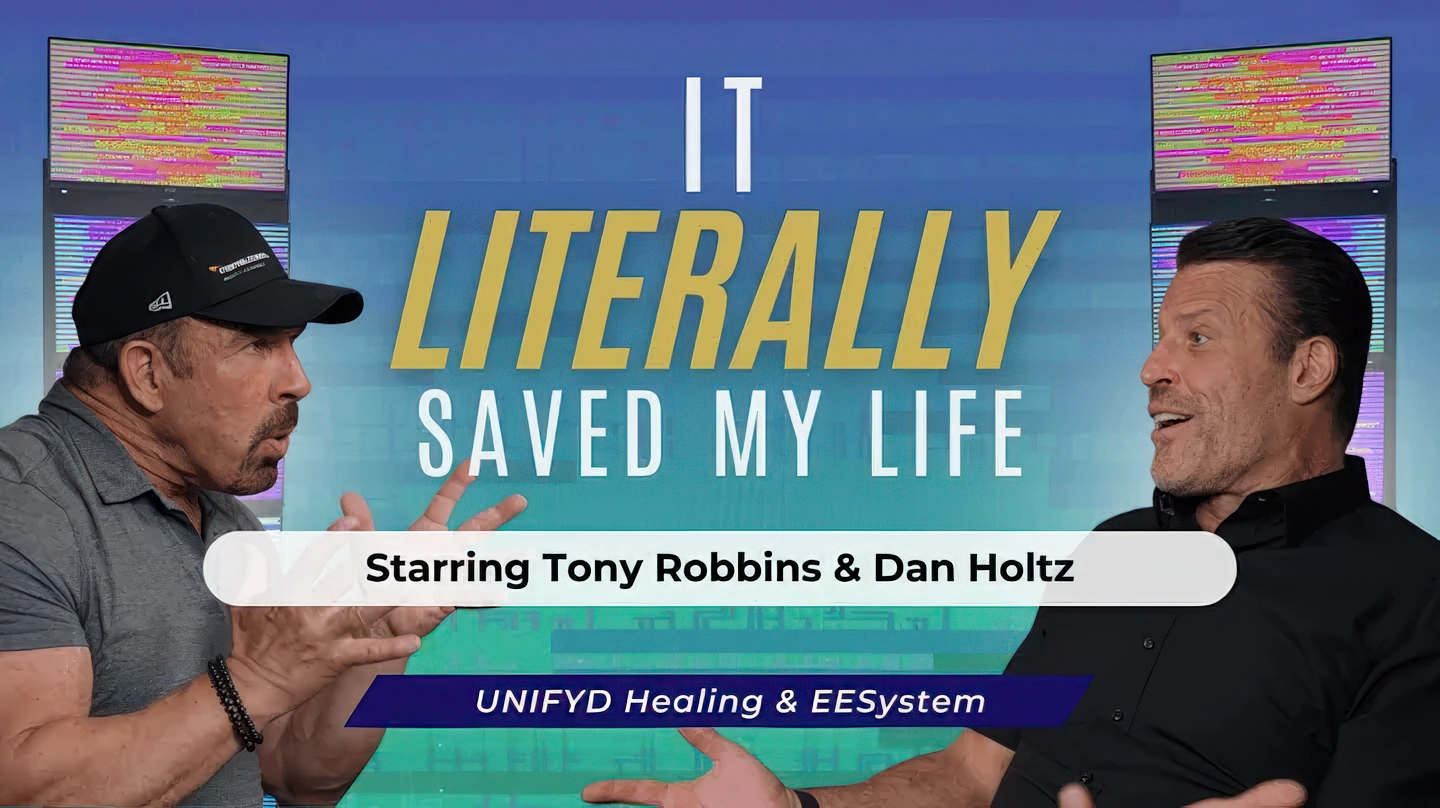 IT
LITERALLY
SAVED MY LIFE
Starring Tony Robbins & Dan Holtz
UNIFYD Healing & EESystem